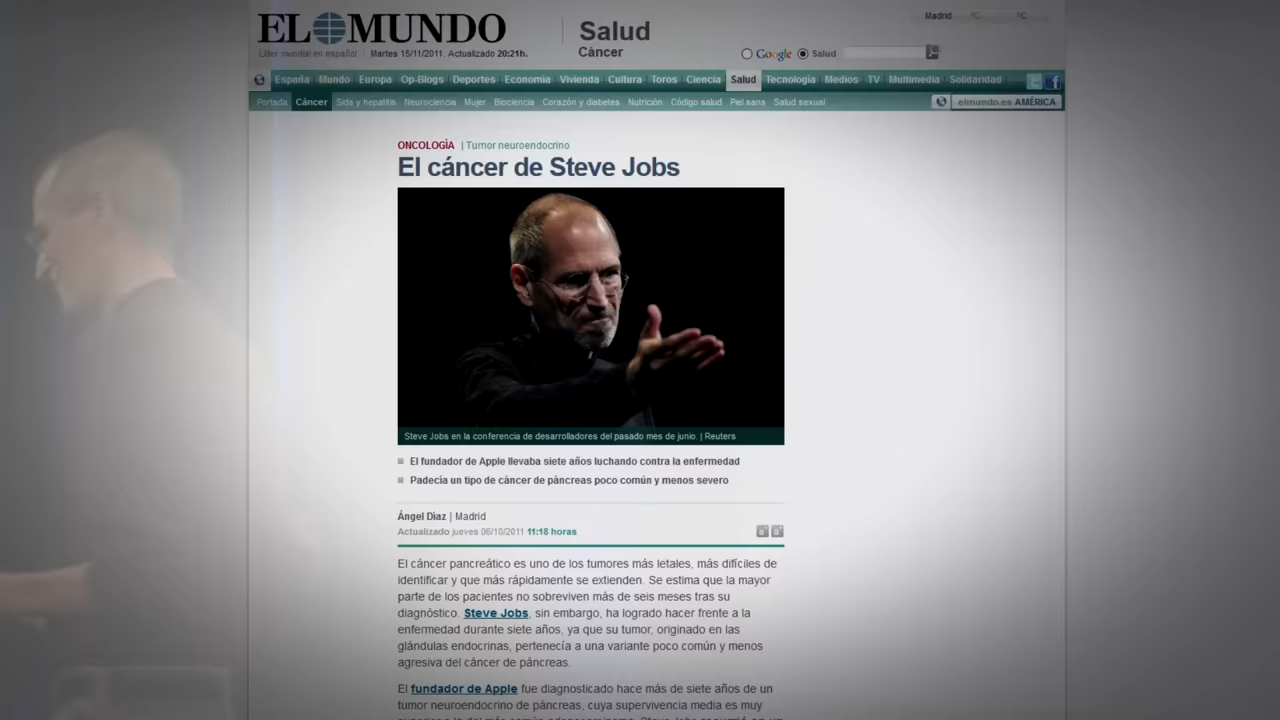 EL MUNDO
Líder mundial en español | Martes 15/11/2011. Actualizado 20:21h.
Salud
Cáncer
Madrid ºC ºC
Google Salud
España Mundo Europa Op-Blogs Deportes Economía Vivienda Cultura Toros Ciencia Salud Tecnología Medios TV Multimedia Solidaridad
Portada Cáncer Sida y hepatitis Neurociencia Mujer Biociencia Corazón y diabetes Nutrición Código salud Piel sana Salud sexual
elmundo.es AMÉRICA
ONCOLOGÍA | Tumor neuroendocrino
El cáncer de Steve Jobs
Steve Jobs en la conferencia de desarrolladores del pasado mes de junio. | Reuters
El fundador de Apple llevaba siete años luchando contra la enfermedad
Padecía un tipo de cáncer de páncreas poco común y menos severo
Ángel Díaz | Madrid
Actualizado jueves 06/10/2011 11:18 horas
El cáncer pancreático es uno de los tumores más letales, más difíciles de
identificar y que más rápidamente se extienden. Se estima que la mayor
parte de los pacientes no sobreviven más de seis meses tras su
diagnóstico. Steve Jobs, sin embargo, ha logrado hacer frente a la
enfermedad durante siete años, ya que su tumor, originado en las
glándulas endocrinas, pertenecía a una variante poco común y menos
agresiva del cáncer de páncreas.
El fundador de Apple fue diagnosticado hace más de siete años de un
tumor neuroendocrino de páncreas, cuya supervivencia media es muy